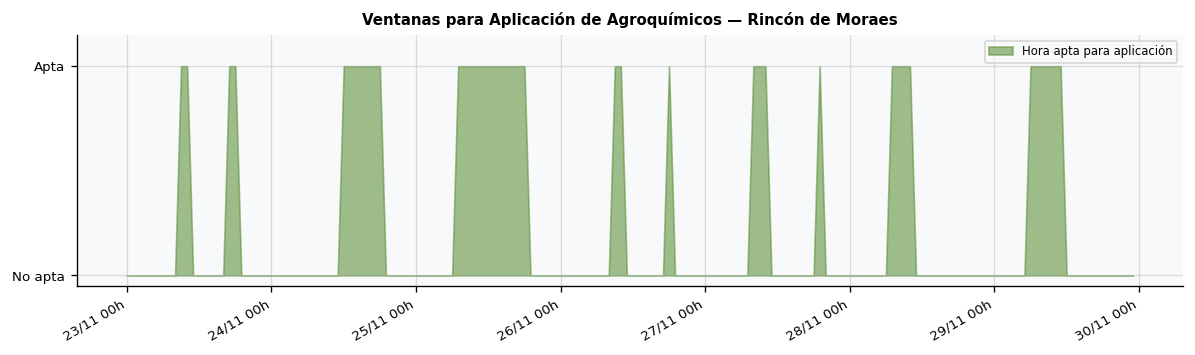 Ventanas para Aplicación de Agroquímicos — Rincón de Moraes
Hora apta para aplicación
Apta
No apta
23/11 00h
24/11 00h
25/11 00h
26/11 00h
27/11 00h
28/11 00h
29/11 00h
30/11 00h